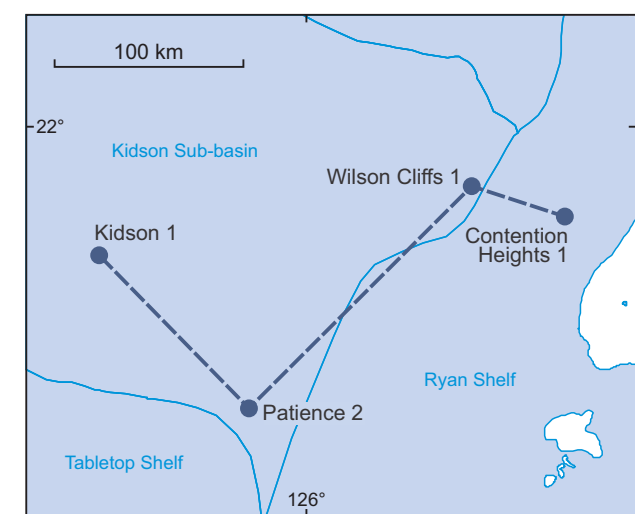 100 km
22°
Kidson Sub-basin
Wilson Cliffs 1
Kidson 1
Contention
Heights 1
Ryan Shelf
Patience 2
Tabletop Shelf
126°